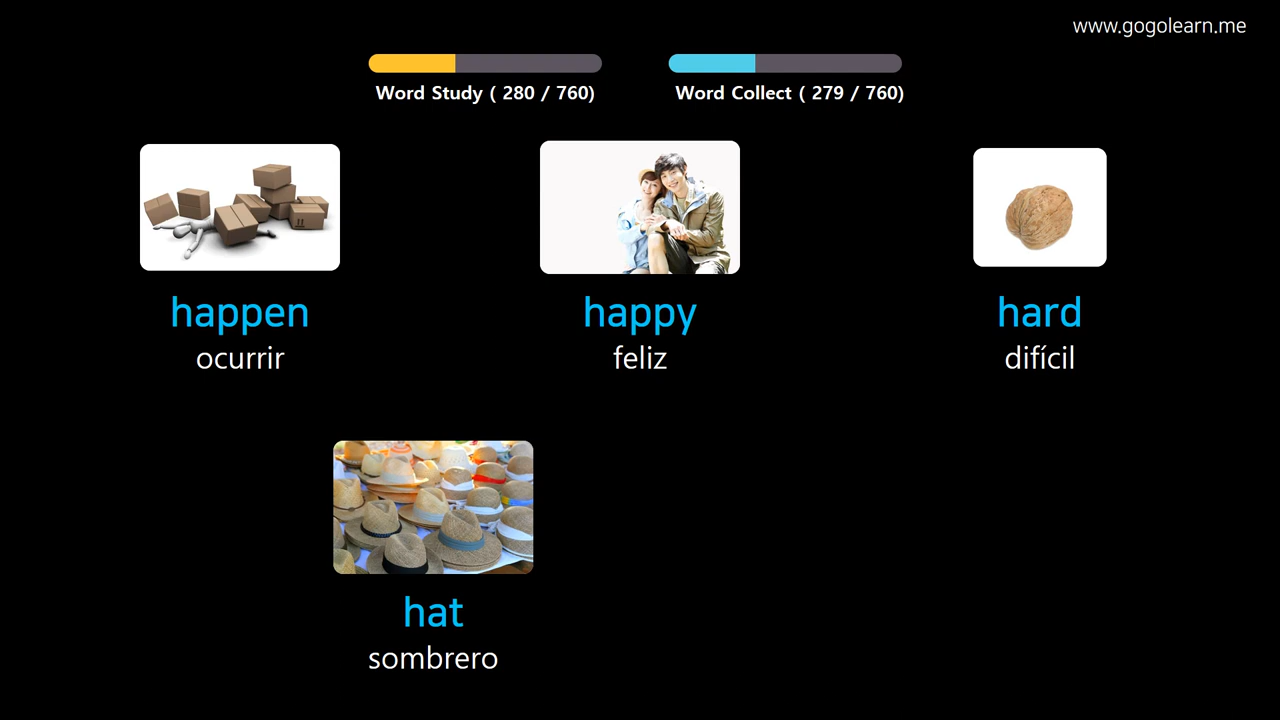 www.gogolearn.me
Word Study ( 280 / 760)
Word Collect ( 279 / 760)
happen
ocurrir
happy
feliz
hard
difícil
hat
sombrero